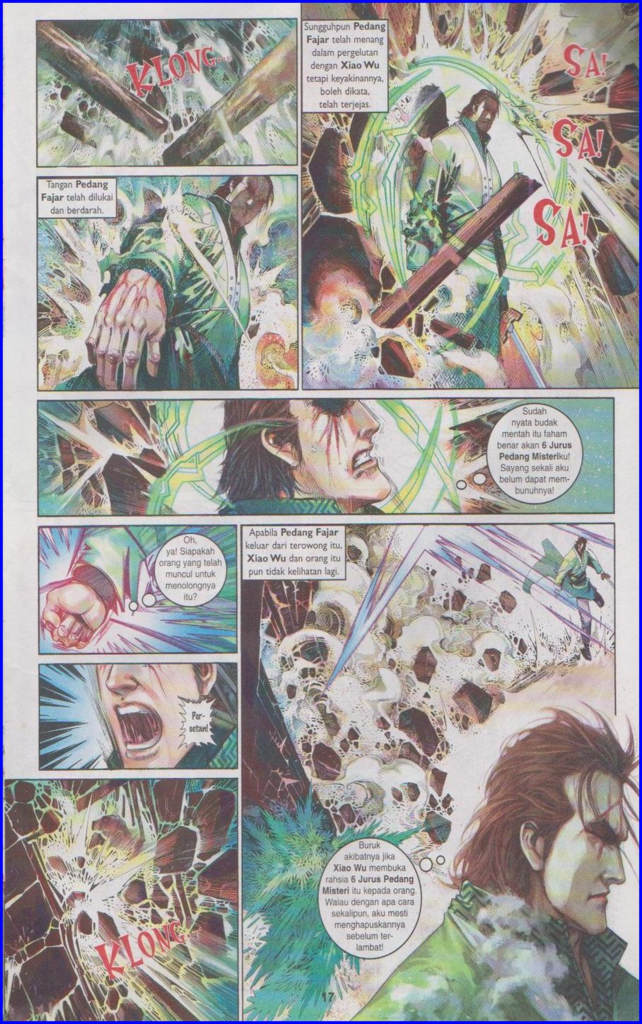 KLONG...
Sungguhpun Pedang
Fajar telah menang
dalam pergelutan
dengan Xiao Wu
tetapi keyakinannya,
boleh dikata,
telah terjejas.
SA!
SA!
SA!
Tangan Pedang
Fajar telah dilukai
dan berdarah.
Sudah
nyata budak
mentah itu faham
benar akan 6 Jurus
Pedang Misteriku!
Sayang sekali aku
belum dapat mem-
bunuhnya!
Oh,
ya! Siapakah
orang yang telah
muncul untuk
menolongnya
itu?
Apabila Pedang Fajar
keluar dari terowong itu,
Xiao Wu dan orang itu
pun tidak kelihatan lagi.
Per-
setan!
KLONG...
Buruk
akibatnya jika
Xiao Wu membuka
rahsia 6 Jurus Pedang
Misteri itu kepada orang.
Walau dengan apa cara
sekalipun, aku mesti
menghapuskannya
sebelum ter-
lambat!
17